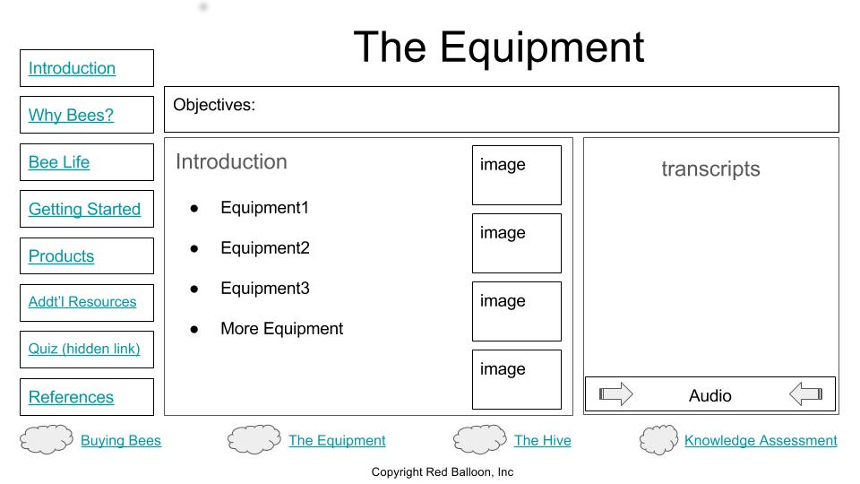 The Equipment
Introduction
Why Bees?
Bee Life
Getting Started
Products
Addt'l Resources
Quiz (hidden link)
References
Objectives:
Introduction
● Equipment1
● Equipment2
● Equipment3
● More Equipment
image
image
image
image
transcripts
Audio
Buying Bees
The Equipment
The Hive
Knowledge Assessment
Copyright Red Balloon, Inc